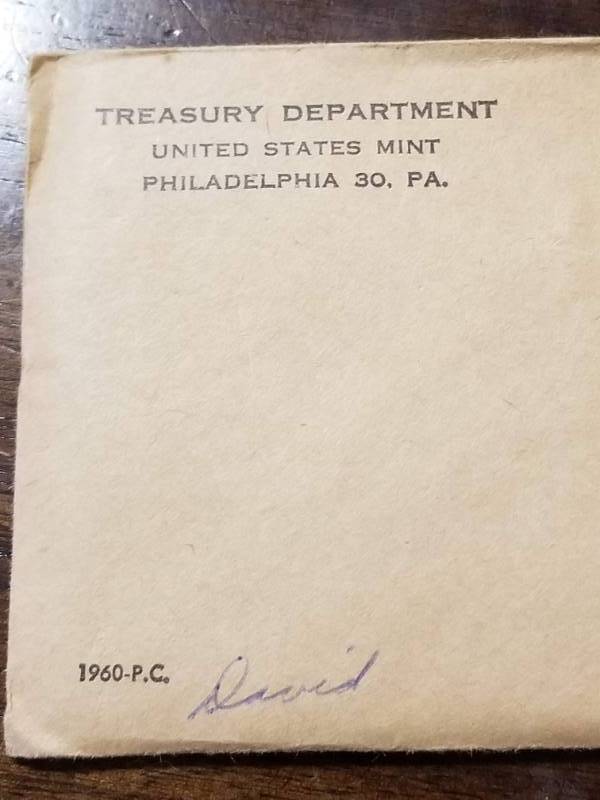 TREASURY DEPARTMENT
UNITED STATES MINT
PHILADELPHIA 30, PA.
1960-P.C. David